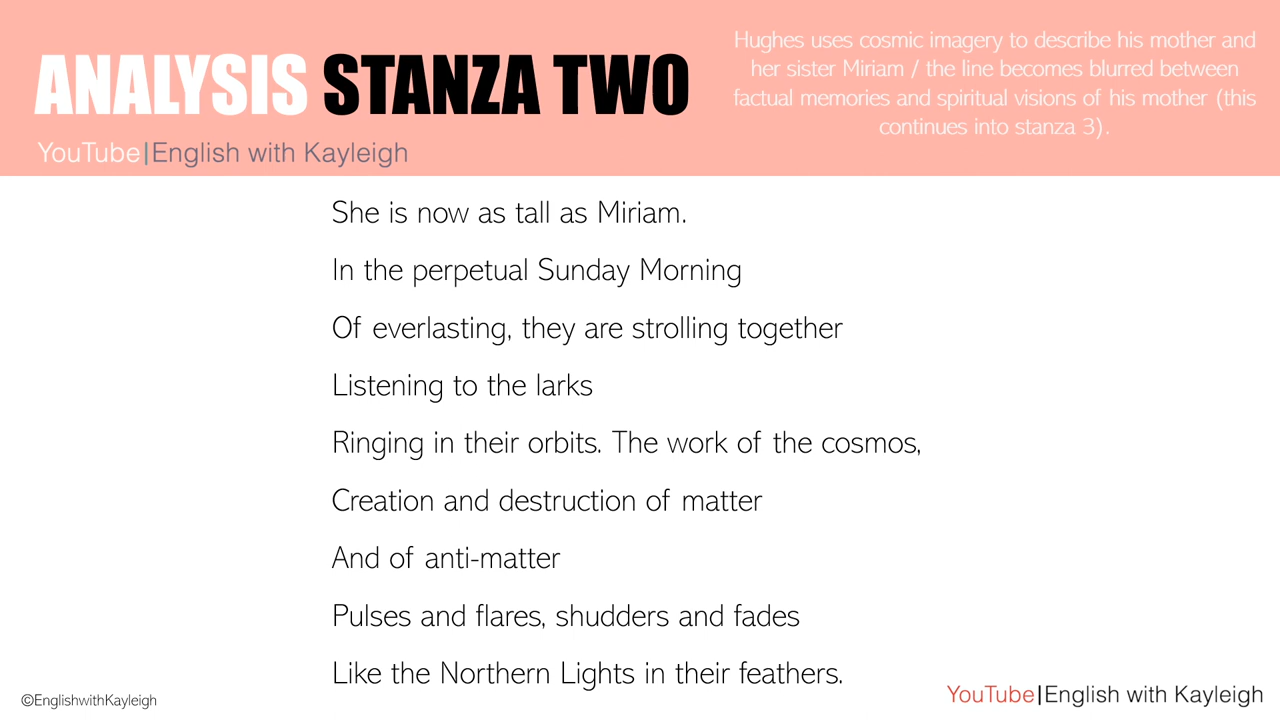 ANALYSIS STANZA TWO
YouTube|English with Kayleigh
Hughes uses cosmic imagery to describe his mother and
her sister Miriam / the line becomes blurred between
factual memories and spiritual visions of his mother (this
continues into stanza 3).
She is now as tall as Miriam.
In the perpetual Sunday Morning
Of everlasting, they are strolling together
Listening to the larks
Ringing in their orbits. The work of the cosmos,
Creation and destruction of matter
And of anti-matter
Pulses and flares, shudders and fades
Like the Northern Lights in their feathers.
©EnglishwithKayleigh
YouTube|English with Kayleigh